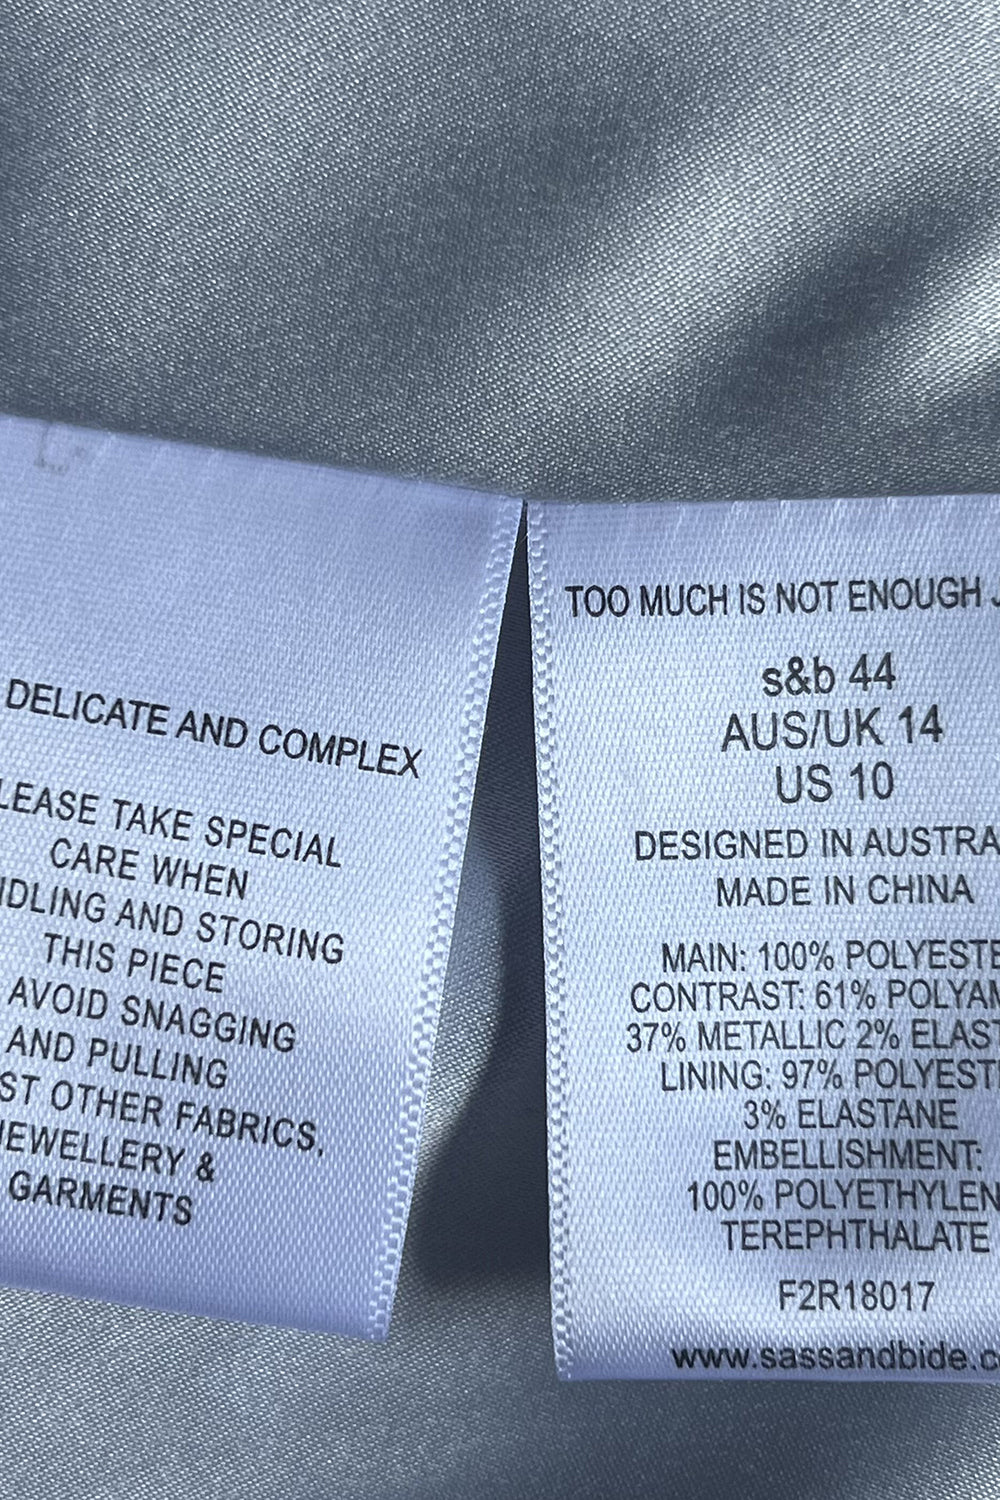 DELICATE AND COMPLEX
LEASE TAKE SPECIAL
CARE WHEN
DLING AND STORING
THIS PIECE
AVOID SNAGGING
AND PULLING
ST OTHER FABRICS,
JEWELLERY &
GARMENTS
TOO MUCH IS NOT ENOUGH
s&b 44
AUS/UK 14
US 10
DESIGNED IN AUSTRA
MADE IN CHINA
MAIN: 100% POLYESTE
CONTRAST: 61% POLYAM
37% METALLIC 2% ELAST
LINING: 97% POLYEST
3% ELASTANE
EMBELLISHMENT:
100% POLYETHYLEN
TEREPHTHALATE
F2R18017
www.sassandbide.c